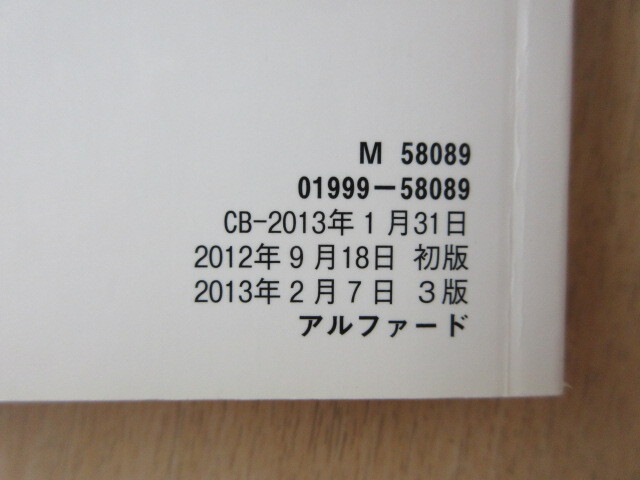 M 58089
01999－58089
CB-2013年1月31日
2012年9月18日 初版
2013年2月7日 3版
アルファード